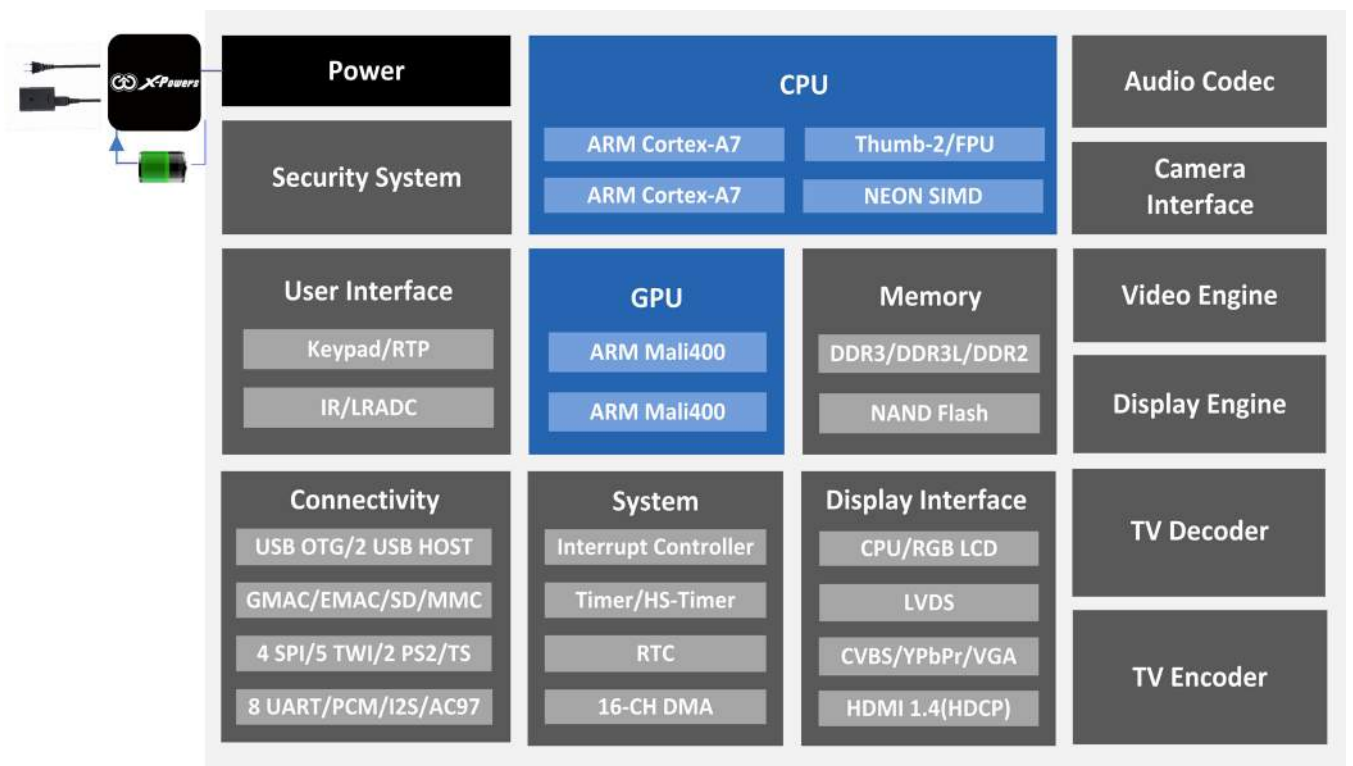 X-Powers
Power
Security System
CPU
ARM Cortex-A7
Thumb-2/FPU
ARM Cortex-A7
NEON SIMD
Audio Codec
Camera
Interface
User Interface
Keypad/RTP
IR/LRADC
GPU
ARM Mali400
ARM Mali400
Memory
DDR3/DDR3L/DDR2
NAND Flash
Video Engine
Display Engine
Connectivity
USB OTG/2 USB HOST
GMAC/EMAC/SD/MMC
4 SPI/5 TWI/2 PS2/TS
8 UART/PCM/I2S/AC97
System
Interrupt Controller
Timer/HS-Timer
RTC
16-CH DMA
Display Interface
CPU/RGB LCD
LVDS
CVBS/YPbPr/VGA
HDMI 1.4(HDCP)
TV Decoder
TV Encoder